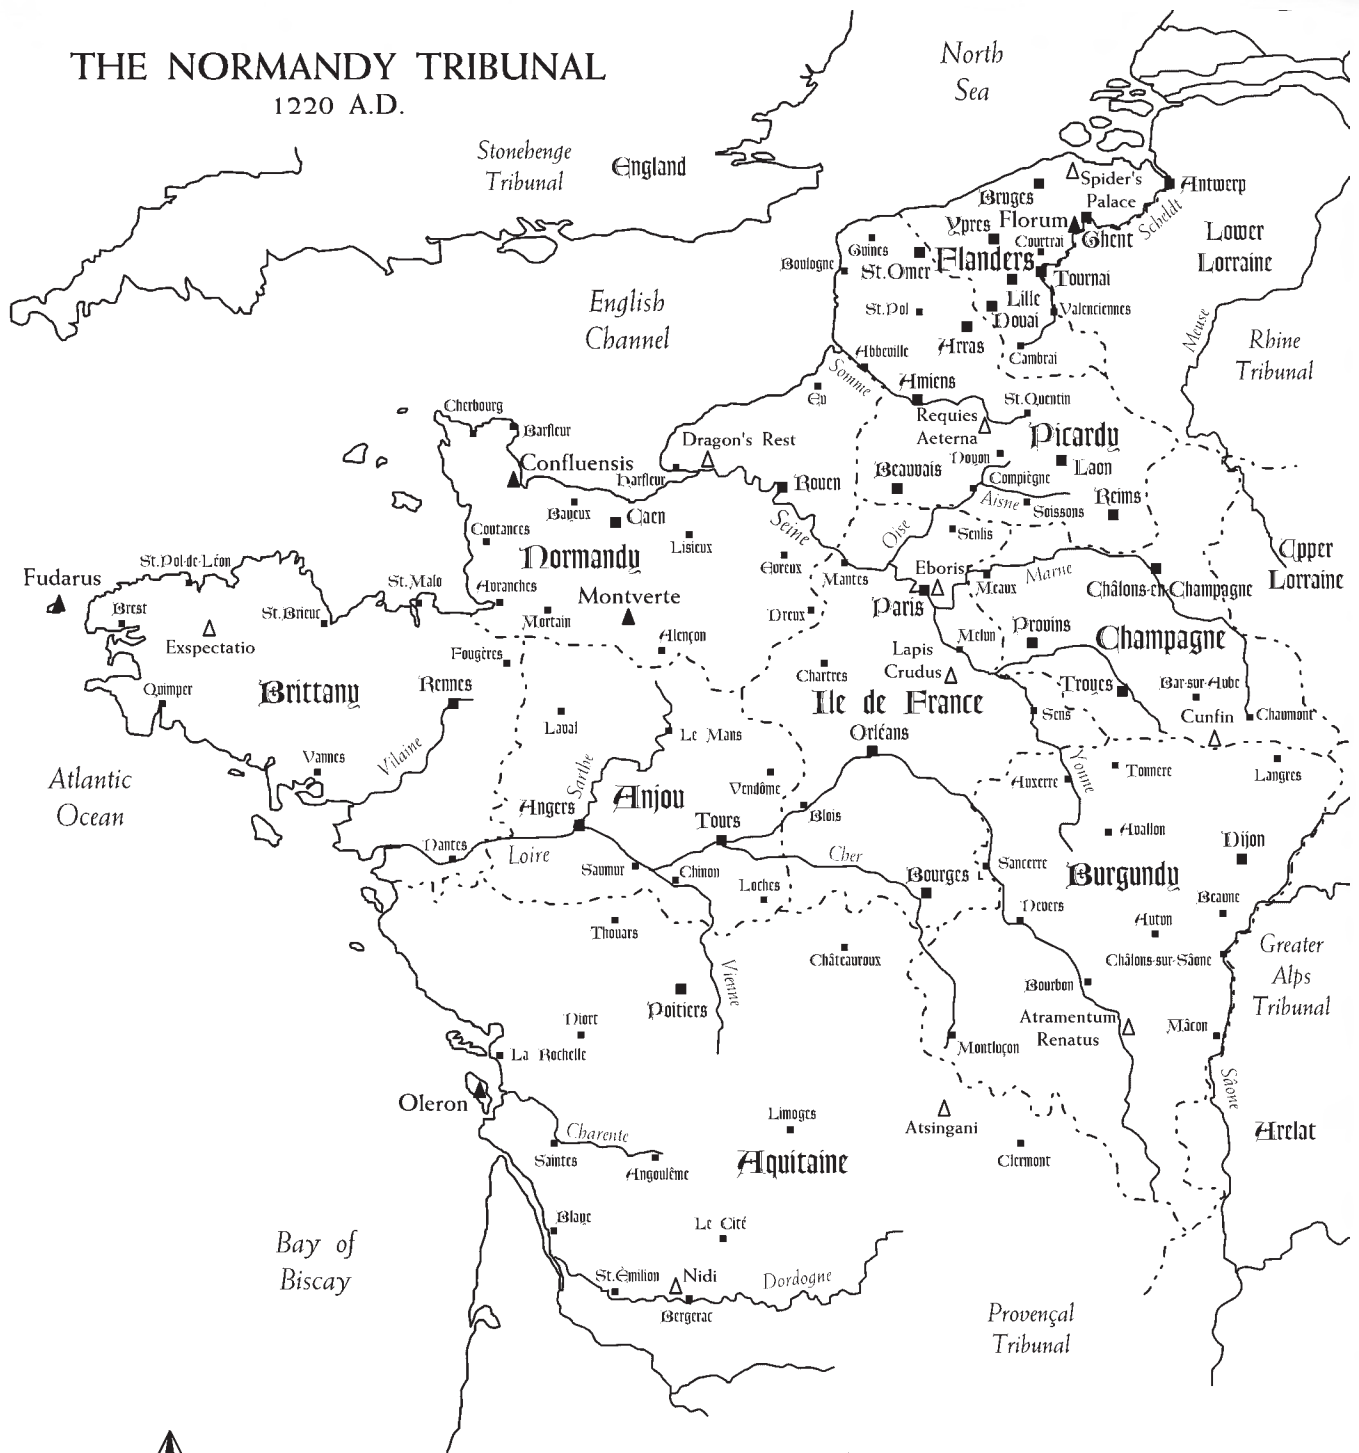 THE NORMANDY TRIBUNAL
1220 A.D.
North
Sea
Stonehenge
Tribunal
England
Spider's
Palace
Antwerp
Bruges
Ypres
Florum
Ghent
Scheldt
Courtrai
Guines
Boulogne
St.Omer
Flanders
Tournai
Lower
Lorraine
English
Channel
St.Pol
Lille
Douai
Valenciennes
Arras
Cambrai
Meuse
Rhine
Tribunal
Abbeville
Somme
Amiens
Eu
St.Quentin
Requies
Aeterna
Picardy
Cherbourg
Barfleur
Dragon's Rest
Confluensis
Harfleur
Noyon
Laon
Beauvais
Rouen
Compiègne
Aisne
Soissons
Reims
Bayeux
Caen
Coutances
Lisieux
Seine
Oise
Senlis
Normandy
Evreux
Mantes
Eboris
Meaux
Marne
Châlons-en-Champagne
Upper
Lorraine
St.Pol-de-Léon
Fudarus
St.Malo
Avranches
Montverte
Paris
Brest
St.Brieuc
Mortain
Dreux
Exspectatio
Alençon
Melun
Provins
Champagne
Fougères
Lapis
Crudus
Chartres
Quimper
Brittany
Rennes
Ile de France
Troyes
Bar-sur-Aube
Laval
Sens
Cunfin
Chaumont
Le Mans
Orléans
Vannes
Vilaine
Sarthe
Atlantic
Ocean
Vendôme
Auxerre
Yonne
Tonnere
Langres
Angers
Anjou
Tours
Blois
Avallon
Nantes
Loire
Cher
Dijon
Saumur
Chinon
Loches
Bourges
Sancerre
Burgundy
Beaune
Thouars
Nevers
Autun
Châteauroux
Châlons-sur-Sâone
Greater
Alps
Tribunal
Vienne
Poitiers
Bourbon
Niort
Atramentum
Renatus
Mâcon
La Rochelle
Montluçon
Oleron
Sâone
Limoges
Atsingani
Charente
Arelat
Saintes
Angoulême
Aquitaine
Clermont
Blaye
Le Cité
Bay of
Biscay
St.Èmilion
Nidi
Dordogne
Bergerac
Provençal
Tribunal